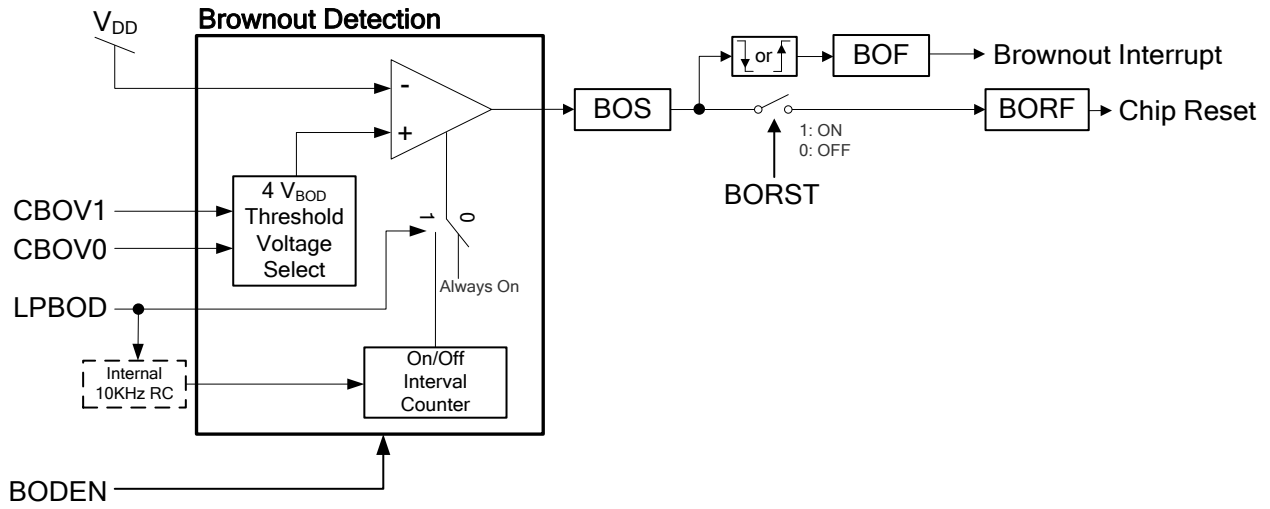 Brownout Detection
VDD
or
BOF
Brownout Interrupt
-
+
BOS
BORF
Chip Reset
1: ON
0: OFF
BORST
4 VBOD
Threshold
Voltage
Select
CBOV1
CBOV0
1
0
Always On
LPBOD
Internal
10KHz RC
On/Off
Interval
Counter
BODEN